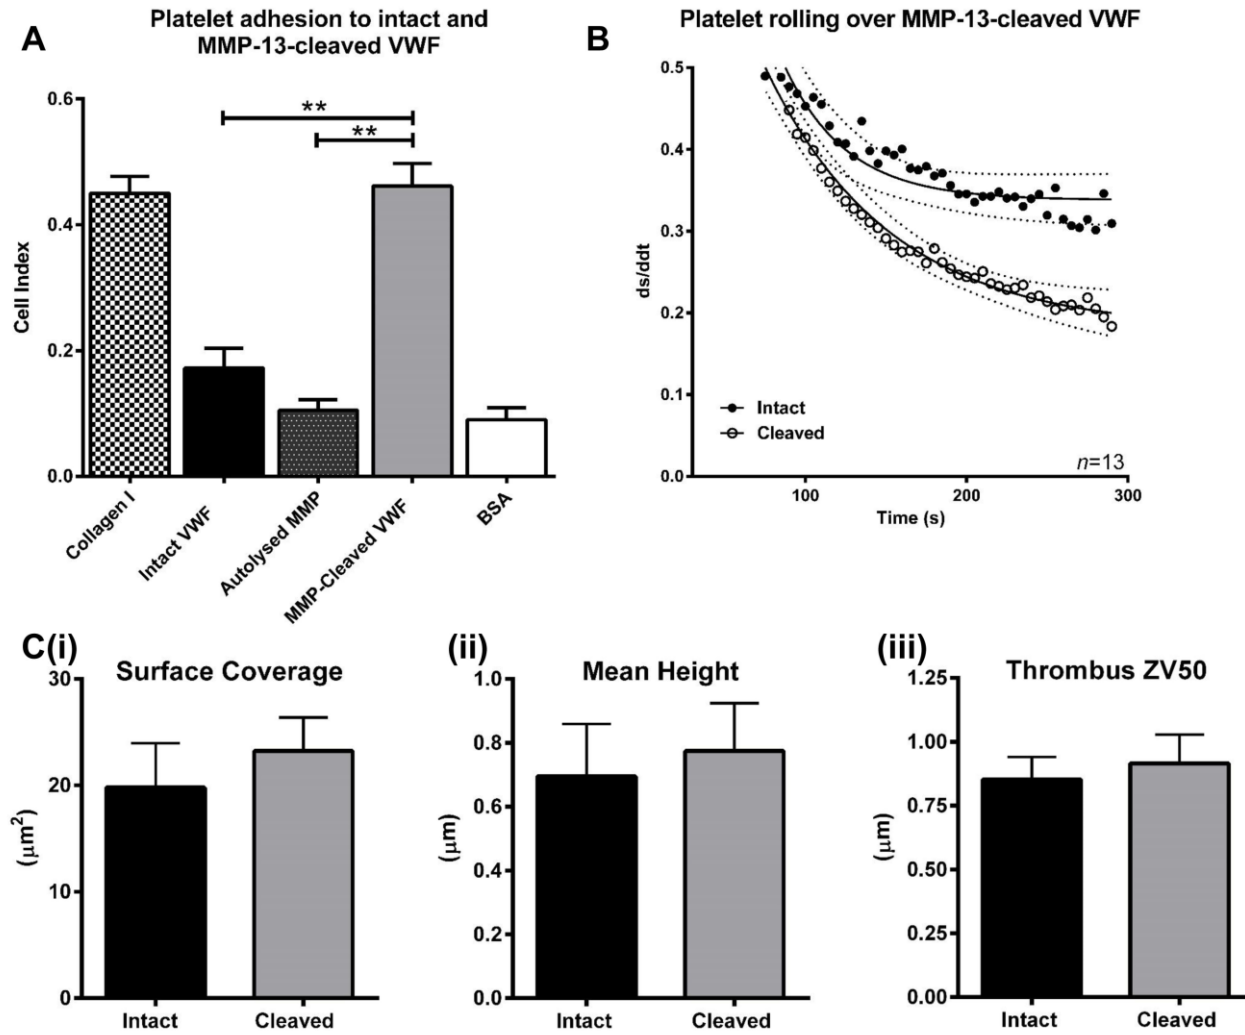 A
Platelet adhesion to intact and
MMP-13-cleaved VWF
0.6
0.4
0.2
0.0
Cell Index
**
**
Collagen I
Intact VWF
Autolysed MMP
MMP-Cleaved VWF
BSA
B
Platelet rolling over MMP-13-cleaved VWF
0.5
0.4
0.3
0.2
0.1
0.0
ds/ddt
Intact
Cleaved
n=13
100
200
300
Time (s)
C(i)
Surface Coverage
30
20
10
0
(μm²)
Intact
Cleaved
(ii)
Mean Height
1.0
0.8
0.6
0.4
0.2
0.0
(μm)
Intact
Cleaved
(iii)
Thrombus ZV50
1.25
1.00
0.75
0.50
0.25
0.00
(μm)
Intact
Cleaved